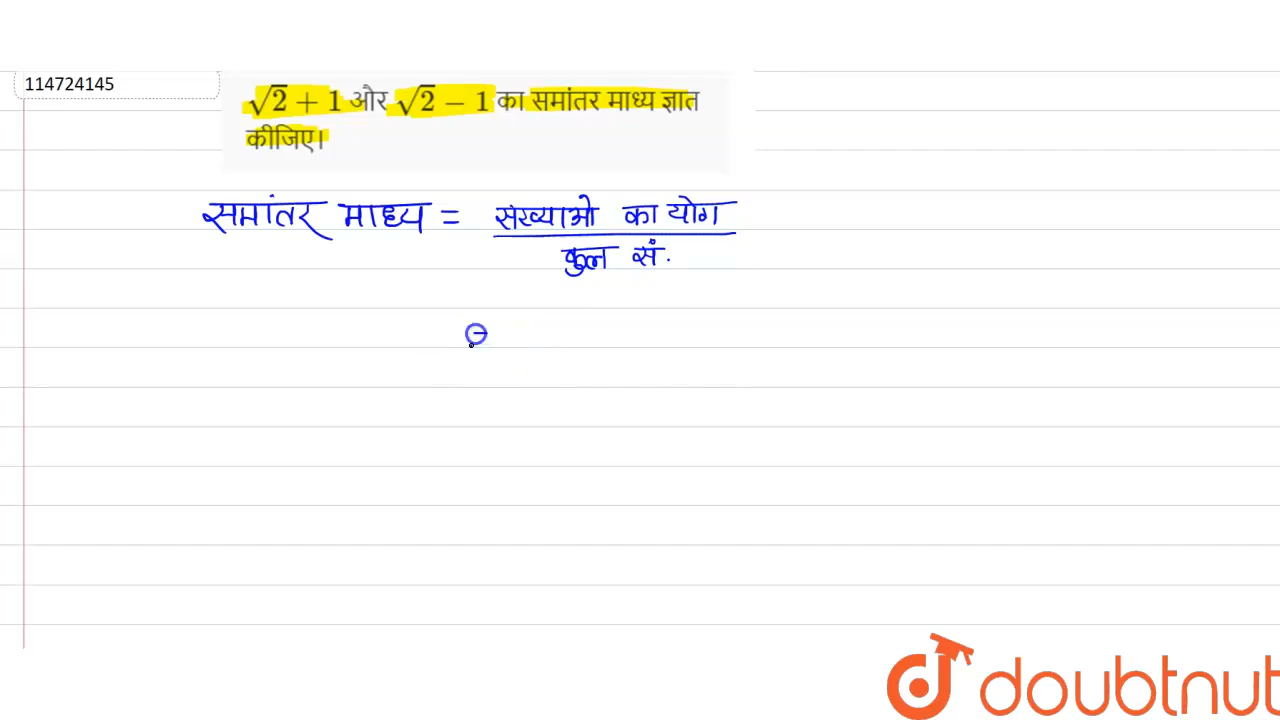 114724145
√2 + 1 और √2 − 1 का समांतर माध्य ज्ञात
कीजिए।
समांतर माध्य = संख्याओ का योग
कुल सं.
=
doubtnut